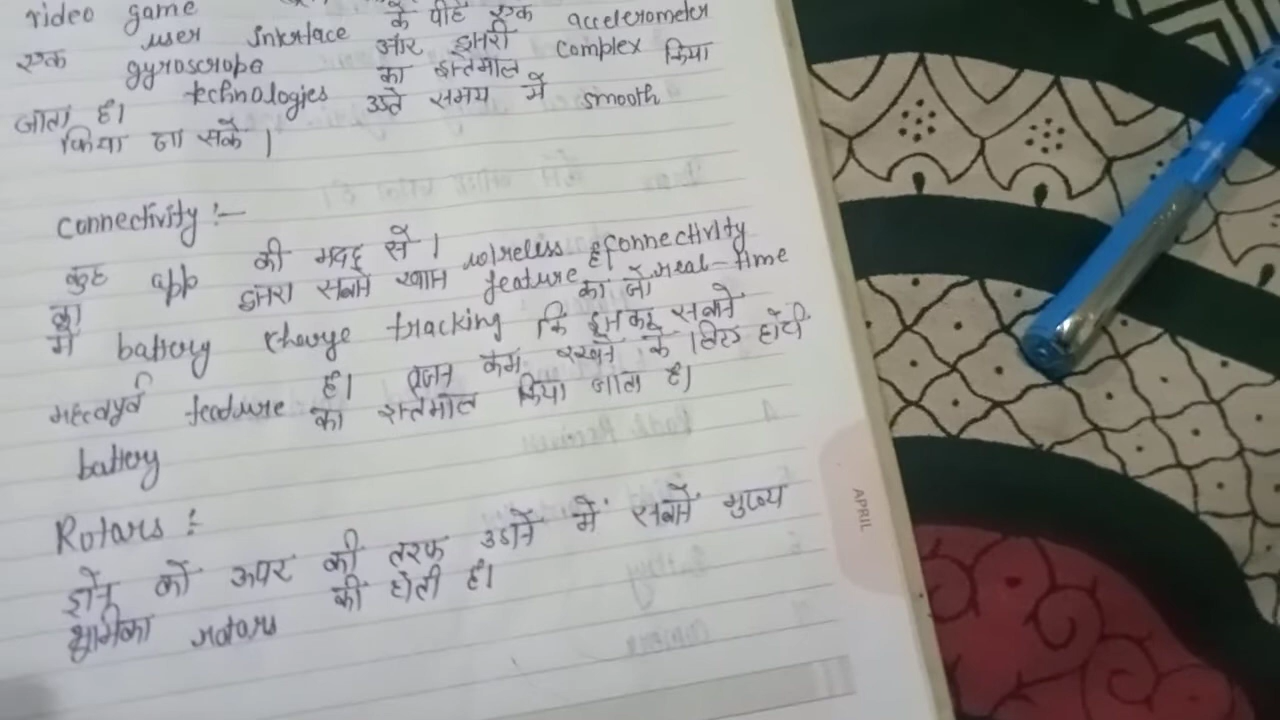 video game के पीछे एक accelerometer
एक user Interface और इसरी complex किया
gyroscrope का इस्तेमाल
जाता है। technologies उड़ते समय में smooth
किया जा सके ।
Connectivity :-
कुछ app की मदद से । wireless connectivity
का इसरा सबसे खास feature है जो real-time
में battery charge tracking का कि सबसे
महत्वपूर्ण feature है। वजन कम रखने के लिए छोटी
battery का इस्तेमाल किया जाता है।
Rotars :
ड्रोन को ऊपर की तरफ उडाने में सबसे मुख्य
भूमिका rotars की होती है।
APRIL